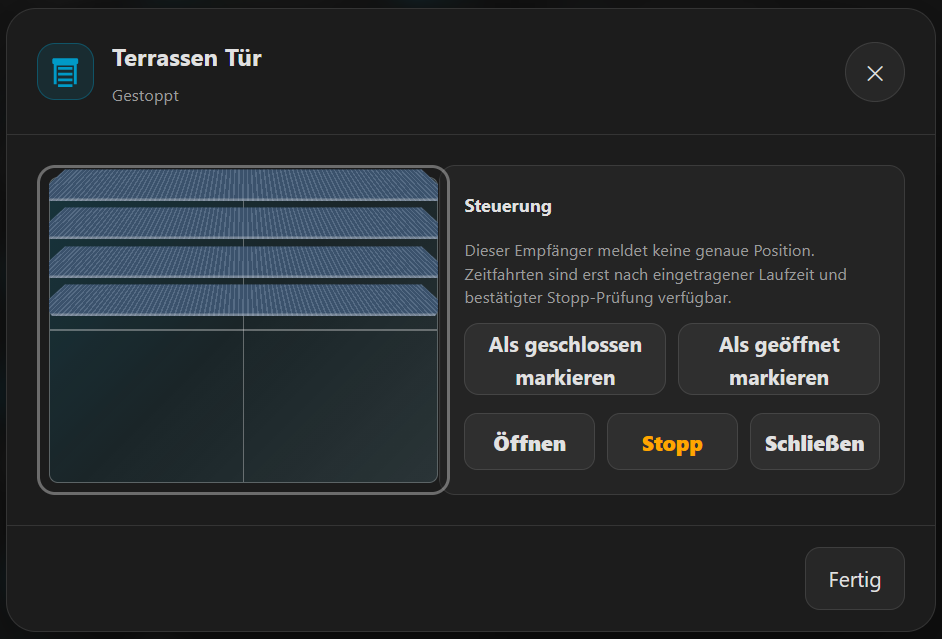 Terrassen Tür
Gestoppt
Steuerung
Dieser Empfänger meldet keine genaue Position.
Zeitfahrten sind erst nach eingetragener Laufzeit und
bestätigter Stopp-Prüfung verfügbar.
Als geschlossen
markieren
Als geöffnet
markieren
Öffnen
Stopp
Schließen
Fertig